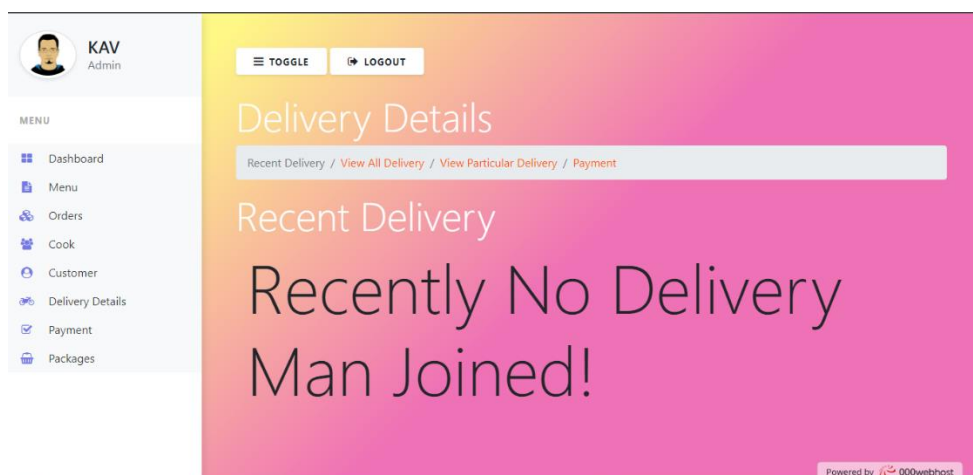 KAV
Admin
MENU
Dashboard
Menu
Orders
Cook
Customer
Delivery Details
Payment
Packages
TOGGLE
LOGOUT
Delivery Details
Recent Delivery / View All Delivery / View Particular Delivery / Payment
Recent Delivery
Recently No Delivery
Man Joined!
Powered by 000webhost